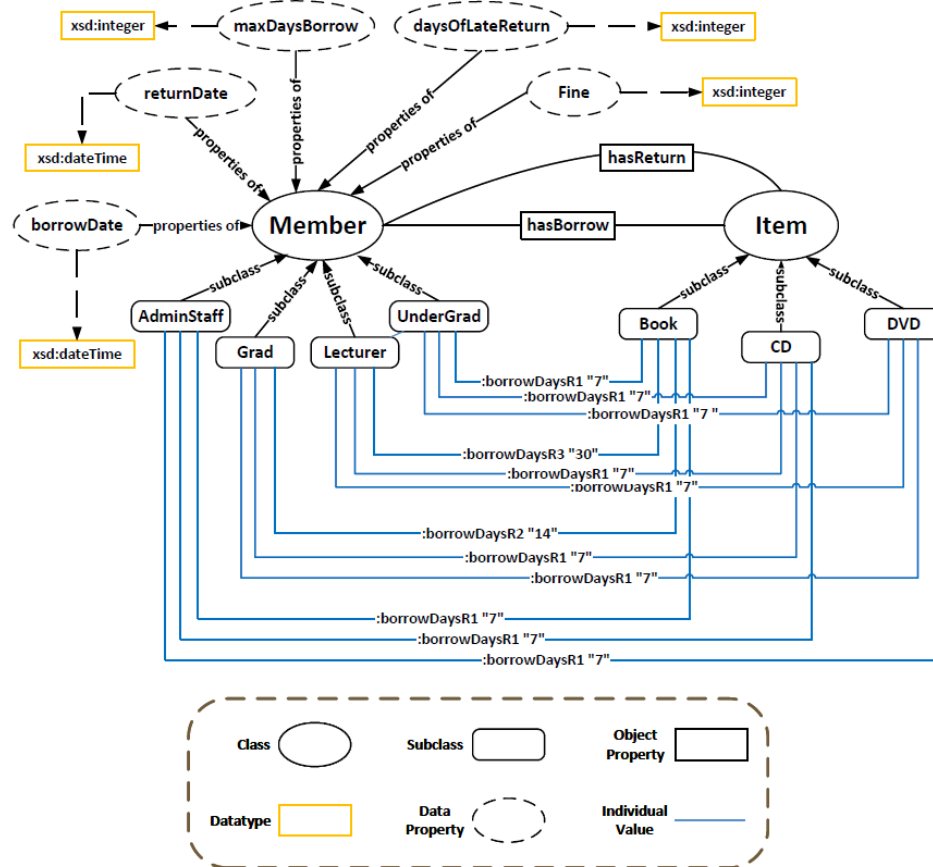 xsd:integer
maxDaysBorrow
daysOfLateReturn
xsd:integer
returnDate
Fine
xsd:integer
properties of
properties of
properties of
properties of
xsd:dateTime
hasReturn
borrowDate
properties of
Member
hasBorrow
Item
subclass
subclass
subclass
subclass
subclass
subclass
subclass
AdminStaff
UnderGrad
Book
DVD
Grad
Lecturer
CD
xsd:dateTime
:borrowDaysR1 "7"
:borrowDaysR1 "7"
:borrowDaysR1 "7 "
:borrowDaysR3 "30"
:borrowDaysR1 "7"
:borrowDaysR1 "7"
:borrowDaysR2 "14"
:borrowDaysR1 "7"
:borrowDaysR1 "7"
:borrowDaysR1 "7"
:borrowDaysR1 "7"
:borrowDaysR1 "7"
Class
Subclass
Object
Property
Datatype
Data
Property
Individual
Value